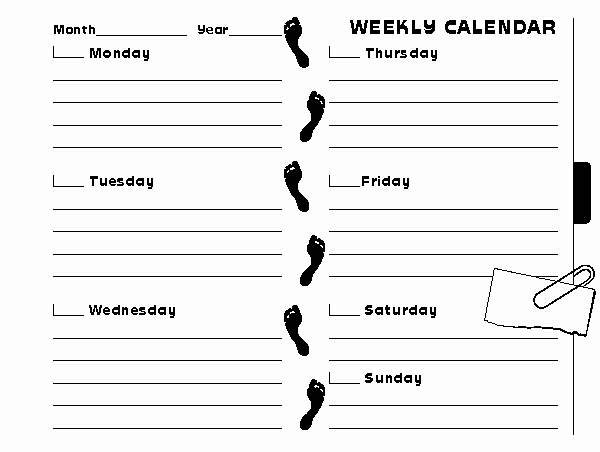 Month Year
WEEKLY CALENDAR
Monday
Tuesday
Wednesday
Thursday
Friday
Saturday
Sunday